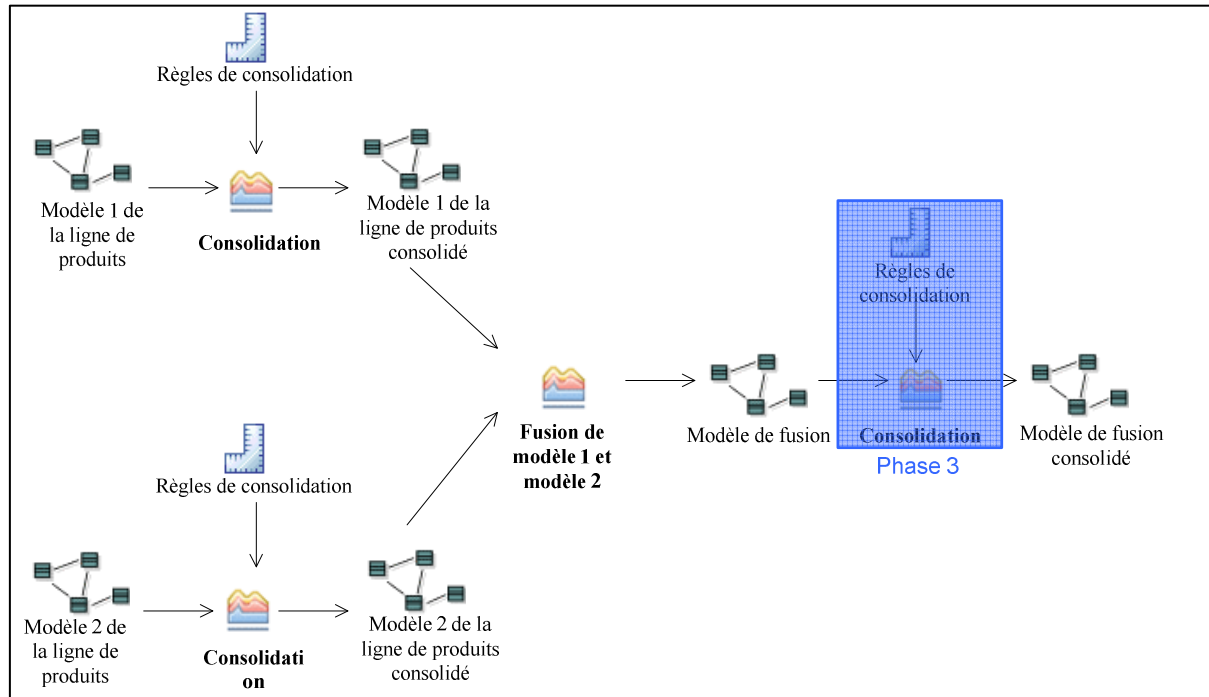 Règles de consolidation
Modèle 1 de
la ligne de
produits
Consolidation
Modèle 1 de la
ligne de produits
consolidé
Règles de
consolidation
Fusion de
modèle 1 et
modèle 2
Modèle de fusion
Consolidation
Phase 3
Modèle de fusion
consolidé
Règles de consolidation
Modèle 2 de
la ligne de
produits
Consolidati
on
Modèle 2 de la
ligne de produits
consolidé